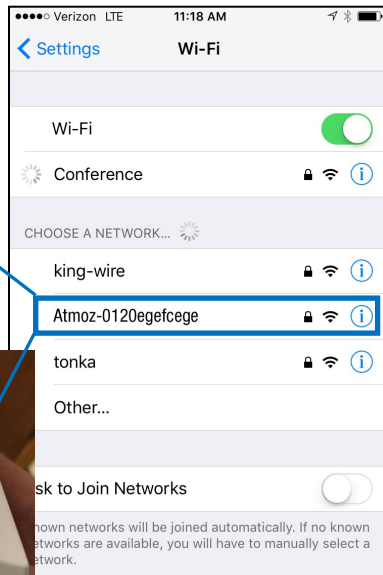 Verizon LTE 11:18 AM
Settings Wi-Fi
Wi-Fi
Conference
CHOOSE A NETWORK...
king-wire
Atmoz-0120egefcege
tonka
Other...
sk to Join Networks
nown networks will be joined automatically. If no known
etworks are available, you will have to manually select a
etwork.